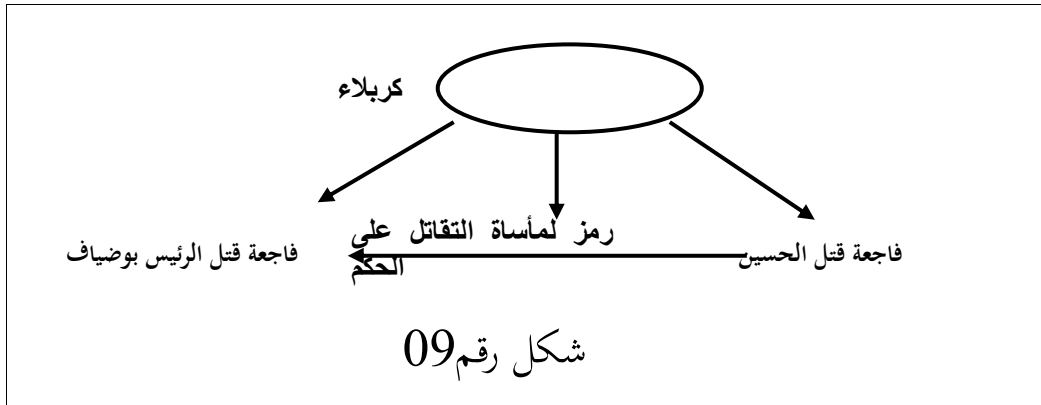 كربلاء
فاجعة قتل الحسين
رمز لمأساة التقاتل على
الحكم
فاجعة قتل الرئيس بوضياف
شكل رقم09